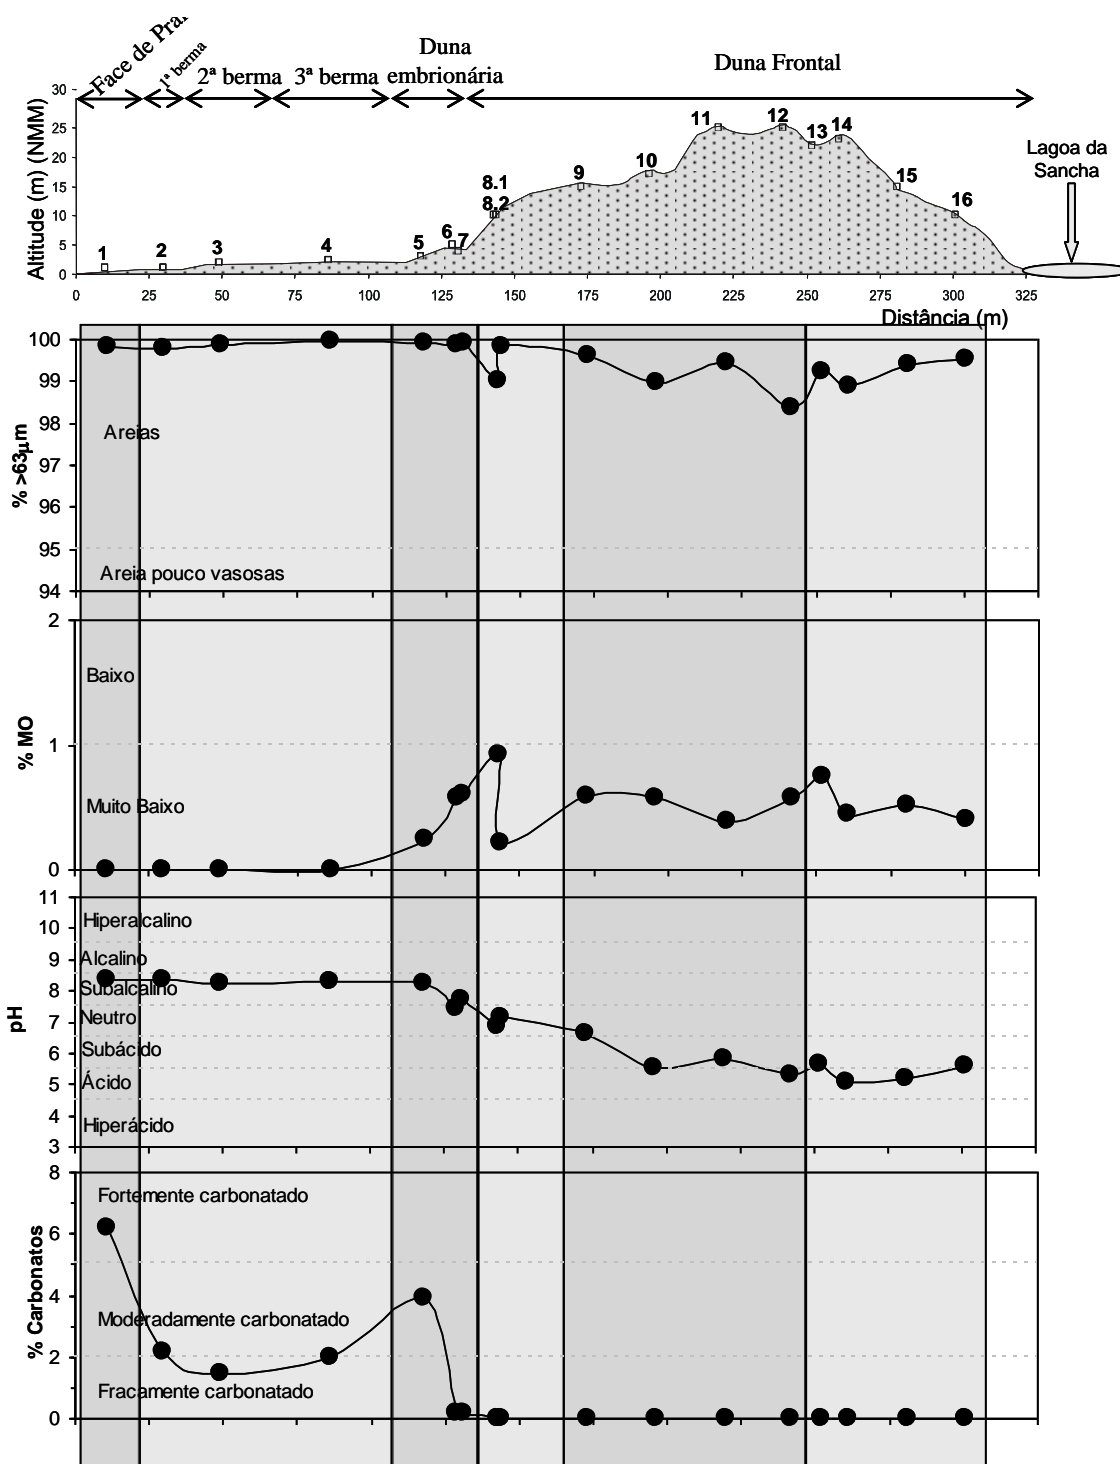 Face de Prai
1ª berma
2ª berma
3ª berma
Duna
embrionária
Duna Frontal
Altitude (m) (NMM)
30
25
20
15
10
5
0
1
2
3
4
5
6
7
8.1
8.2
9
10
11
12
13
14
15
16
Lagoa da
Sancha
0 25 50 75 100 125 150 175 200 225 250 275 300 325
Distância (m)
% >63µm
100
99
98
97
96
95
94
Areias
Areia pouco vasosas
% MO
2
1
0
Baixo
Muito Baixo
pH
11
10
9
8
7
6
5
4
3
Hiperalcalino
Alcalino
Subalcalino
Neutro
Subácido
Ácido
Hiperácido
% Carbonatos
8
6
4
2
0
Fortemente carbonatado
Moderadamente carbonatado
Fracamente carbonatado